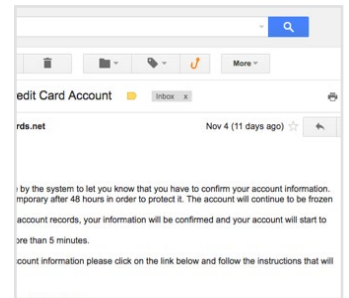 More
edit Card Account Inbox x
rds.net Nov 4 (11 days ago)
by the system to let you know that you have to confirm your account information.
mporary after 48 hours in order to protect it. The account will continue to be frozen
account records, your information will be confirmed and your account will start to
ore than 5 minutes.
count information please click on the link below and follow the instructions that will